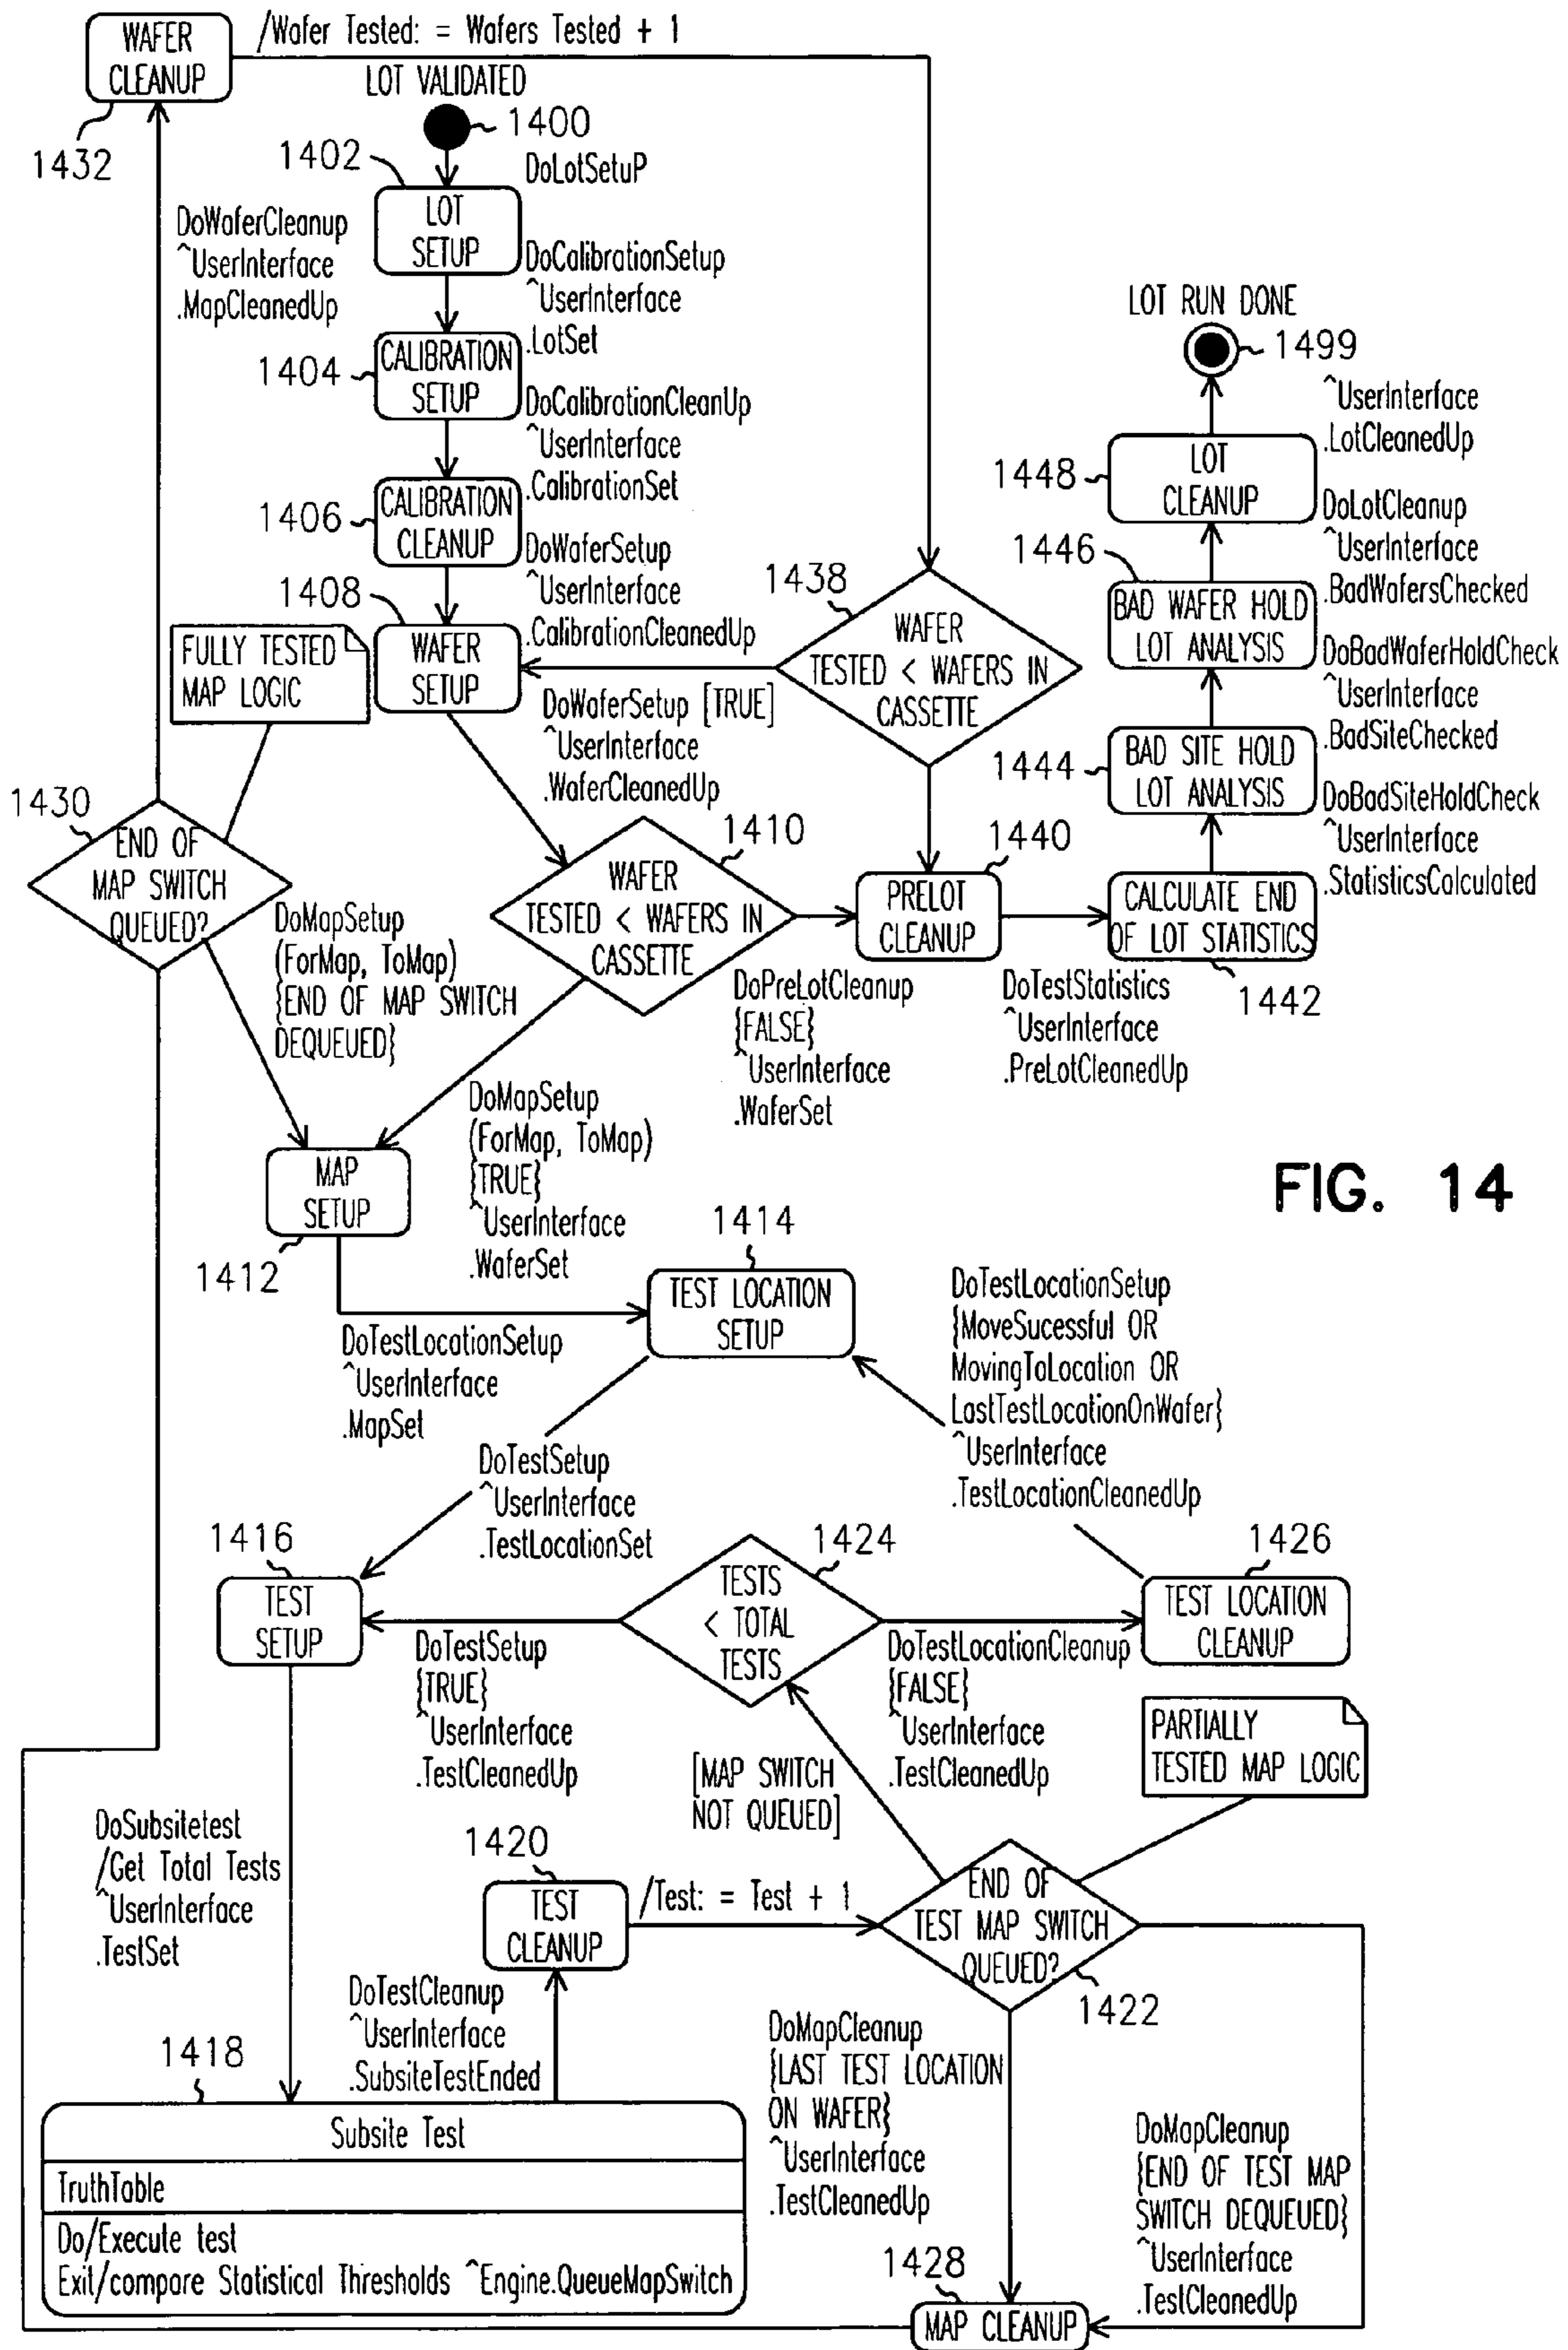 WAFER
CLEANUP
/Wafer Tested: = Wafers Tested + 1
1432
LOT VALIDATED
1400
DoLotSetuP
1402
LOT
SETUP
DoWaferCleanup
^UserInterface
.MapCleanedUp
DoCalibrationSetup
^UserInterface
.LotSet
1404
CALIBRATION
SETUP
DoCalibrationCleanUp
^UserInterface
.CalibrationSet
1406
CALIBRATION
CLEANUP
DoWaferSetup
^UserInterface
.CalibrationCleanedUp
1408
WAFER
SETUP
FULLY TESTED
MAP LOGIC
1438
WAFER
TESTED < WAFERS IN
CASSETTE
DoWaferSetup [TRUE]
^UserInterface
.WaferCleanedUp
LOT RUN DONE
1499
^UserInterface
.LotCleanedUp
1448
LOT
CLEANUP
DoLotCleanup
^UserInterface
.BadWafersChecked
1446
BAD WAFER HOLD
LOT ANALYSIS
DoBadWaferHoldCheck
^UserInterface
.BadSiteChecked
1444
BAD SITE HOLD
LOT ANALYSIS
DoBadSiteHoldCheck
^UserInterface
.StatisticsCalculated
1430
END OF
MAP SWITCH
QUEUED?
DoMapSetup
(ForMap, ToMap)
{END OF MAP SWITCH
DEQUEUED}
1410
WAFER
TESTED < WAFERS IN
CASSETTE
1440
PRELOT
CLEANUP
CALCULATE END
OF LOT STATISTICS
1442
DoPreLotCleanup
{FALSE}
^UserInterface
.WaferSet
DoTestStatistics
^UserInterface
.PreLotCleanedUp
DoMapSetup
(ForMap, ToMap)
{TRUE}
^UserInterface
.WaferSet
MAP
SETUP
1412
FIG. 14
1414
TEST LOCATION
SETUP
DoTestLocationSetup
^UserInterface
.MapSet
DoTestLocationSetup
{MoveSucessful OR
MovingToLocation OR
LastTestLocationOnWafer}
^UserInterface
.TestLocationCleanedUp
DoTestSetup
^UserInterface
.TestLocationSet
1416
TEST
SETUP
1424
TESTS
< TOTAL
TESTS
1426
TEST LOCATION
CLEANUP
DoTestSetup
{TRUE}
^UserInterface
.TestCleanedUp
DoTestLocationCleanup
{FALSE}
^UserInterface
.TestCleanedUp
[MAP SWITCH
NOT QUEUED]
PARTIALLY
TESTED MAP LOGIC
DoSubsitetest
/Get Total Tests
^UserInterface
.TestSet
1420
TEST
CLEANUP
/Test: = Test + 1
END OF
TEST MAP SWITCH
QUEUED?
1422
DoTestCleanup
^UserInterface
.SubsiteTestEnded
DoMapCleanup
{LAST TEST LOCATION
ON WAFER}
^UserInterface
.TestCleanedUp
DoMapCleanup
{END OF TEST MAP
SWITCH DEQUEUED}
^UserInterface
.TestCleanedUp
1418
Subsite Test
TruthTable
Do/Execute test
Exit/compare Statistical Thresholds ^Engine.QueueMapSwitch
1428
MAP CLEANUP